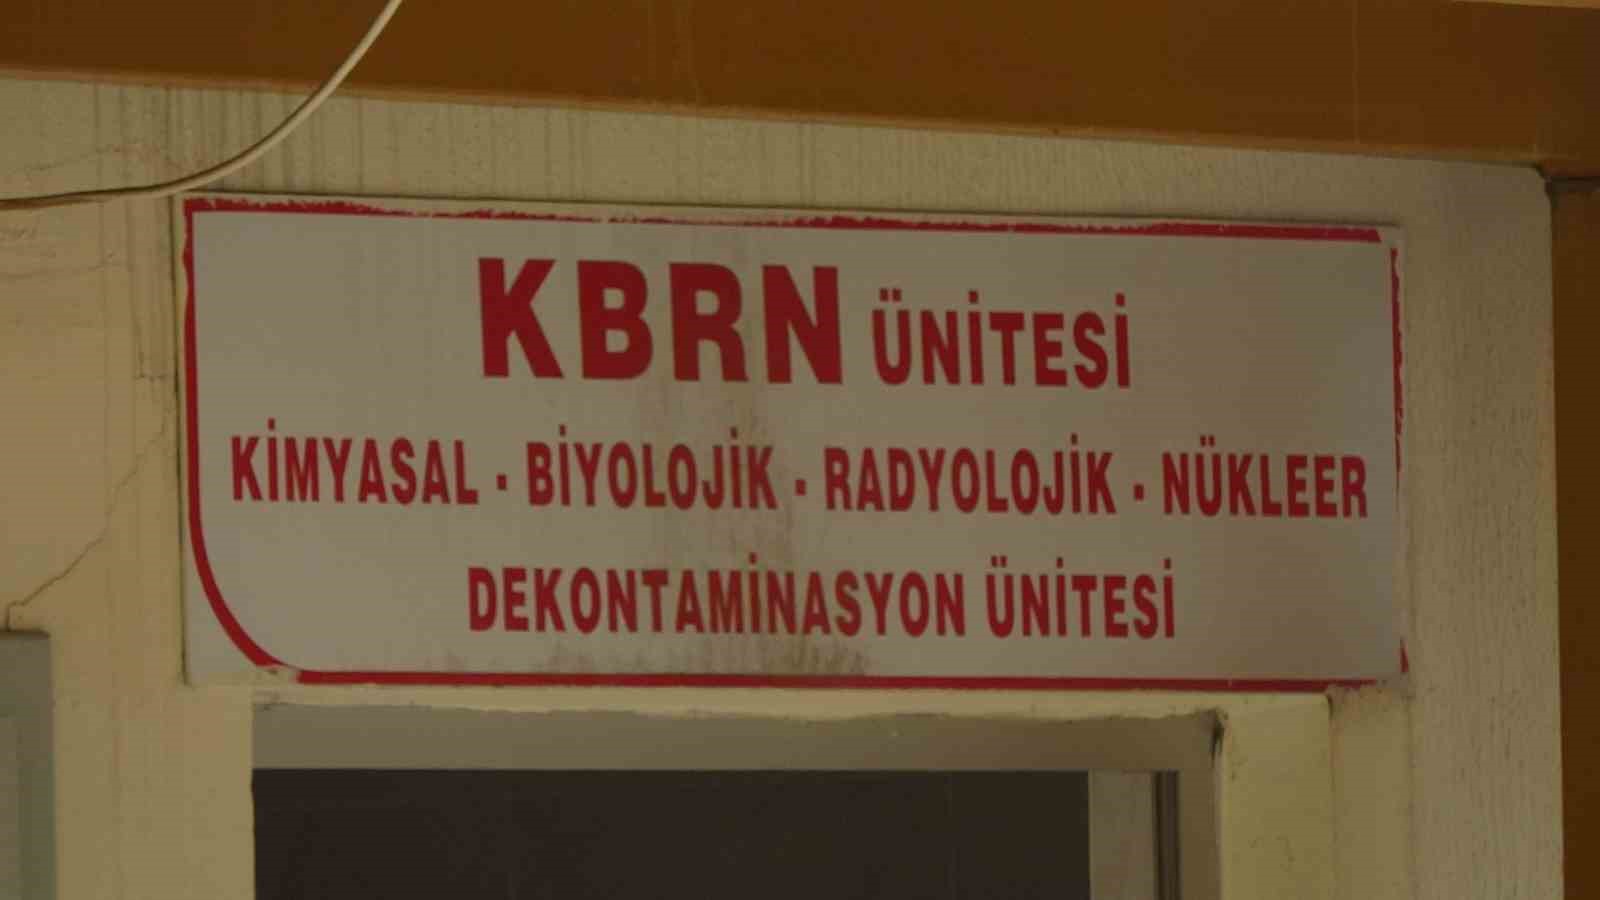 KBRN ÜNİTESİ
KİMYASAL - BİYOLOJİK - RADYOLOJİK - NÜKLEER
DEKONTAMİNASYON ÜNİTESİ